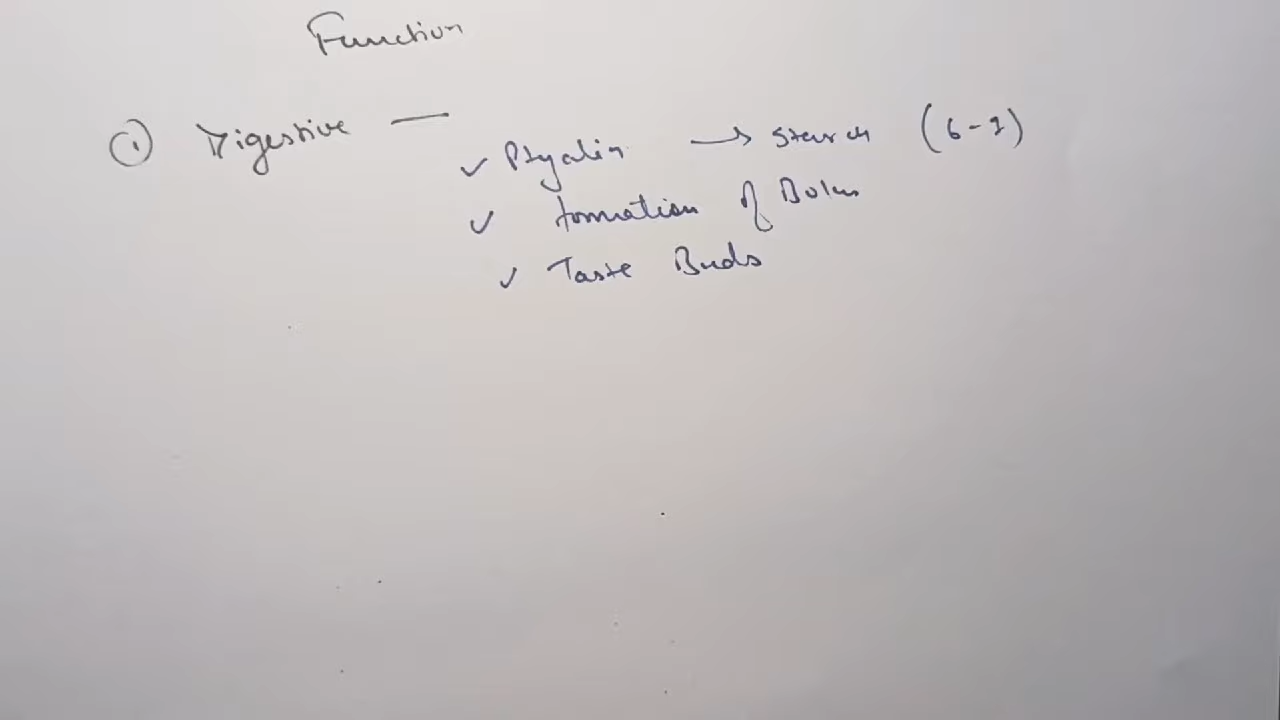 Function
① Digestive —
✓ Ptyalin → Starch (6-7)
✓ formation of Bolus
✓ Taste Buds